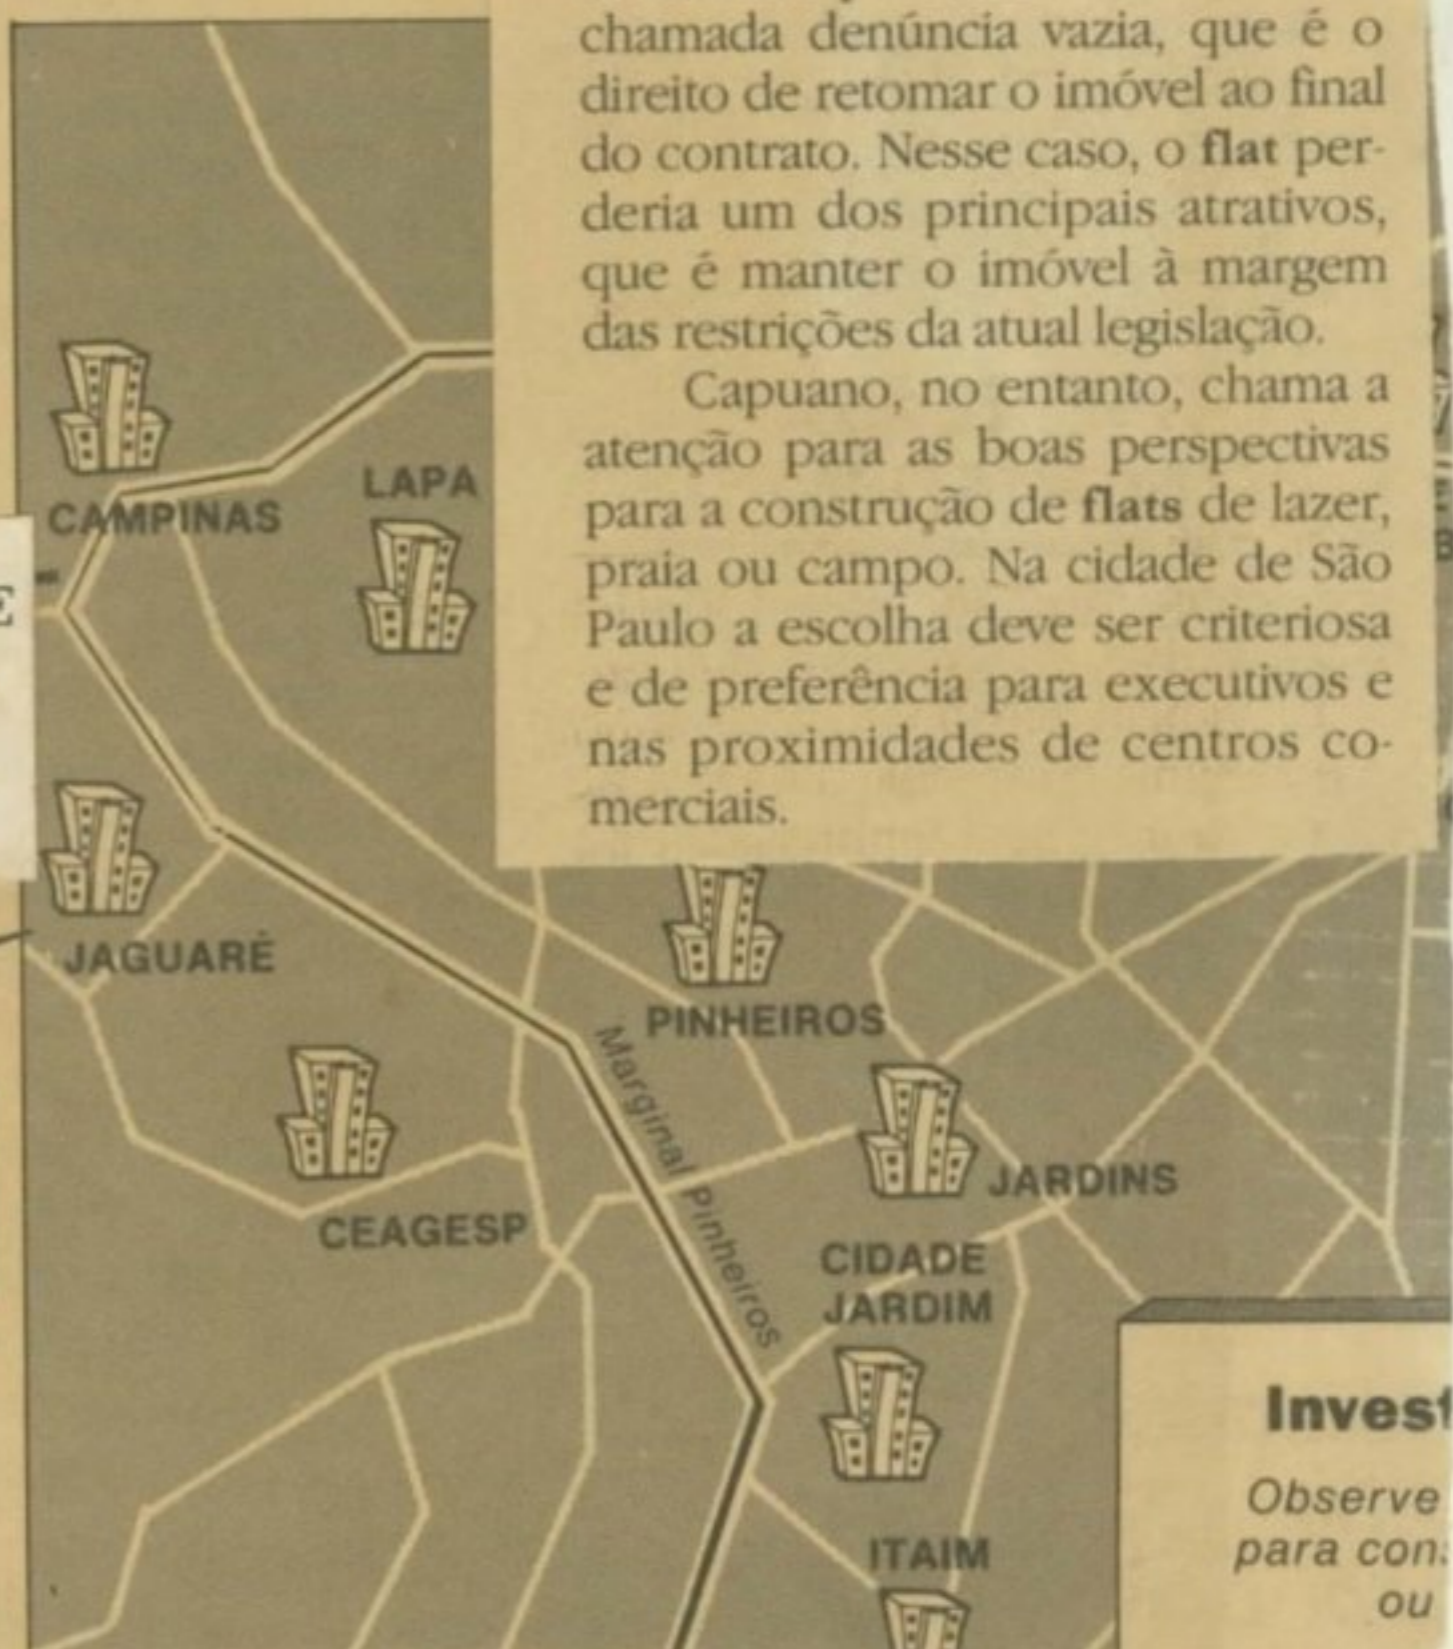 chamada denúncia vazia, que é o
direito de retomar o imóvel ao final
do contrato. Nesse caso, o flat per-
deria um dos principais atrativos,
que é manter o imóvel à margem
das restrições da atual legislação.
Capuano, no entanto, chama a
atenção para as boas perspectivas
para a construção de flats de lazer,
praia ou campo. Na cidade de São
Paulo a escolha deve ser criteriosa
e de preferência para executivos e
nas proximidades de centros co-
merciais.
LAPA
CAMPINAS
E
JAGUARÉ
PINHEIROS
Marginal Pinheiros
JARDINS
CEAGESP
CIDADE
JARDIM
ITAIM
Invest
Observe
para con
ou